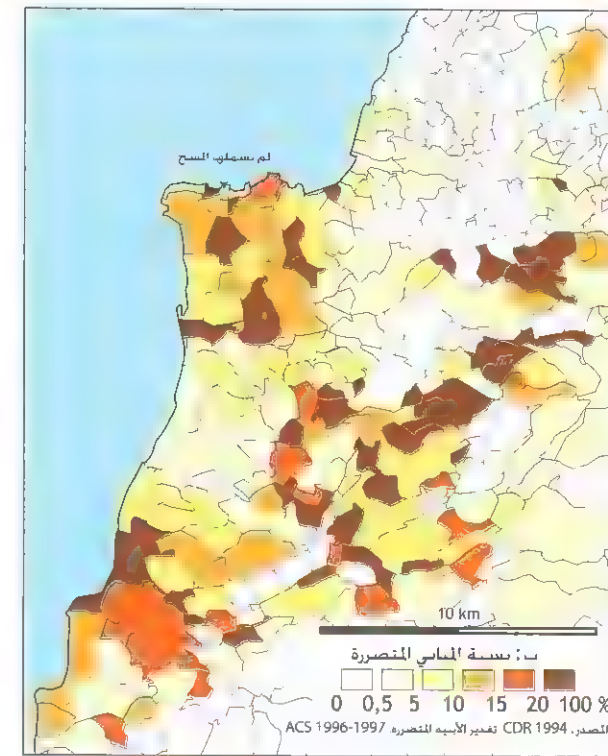 لم يشملها المسح
10 km
ب: نسبة المباني المتضررة
0 0,5 5 10 15 20 100 %
المصدر، CDR 1994 تقدير الأبنية المتضررة، ACS 1996-1997